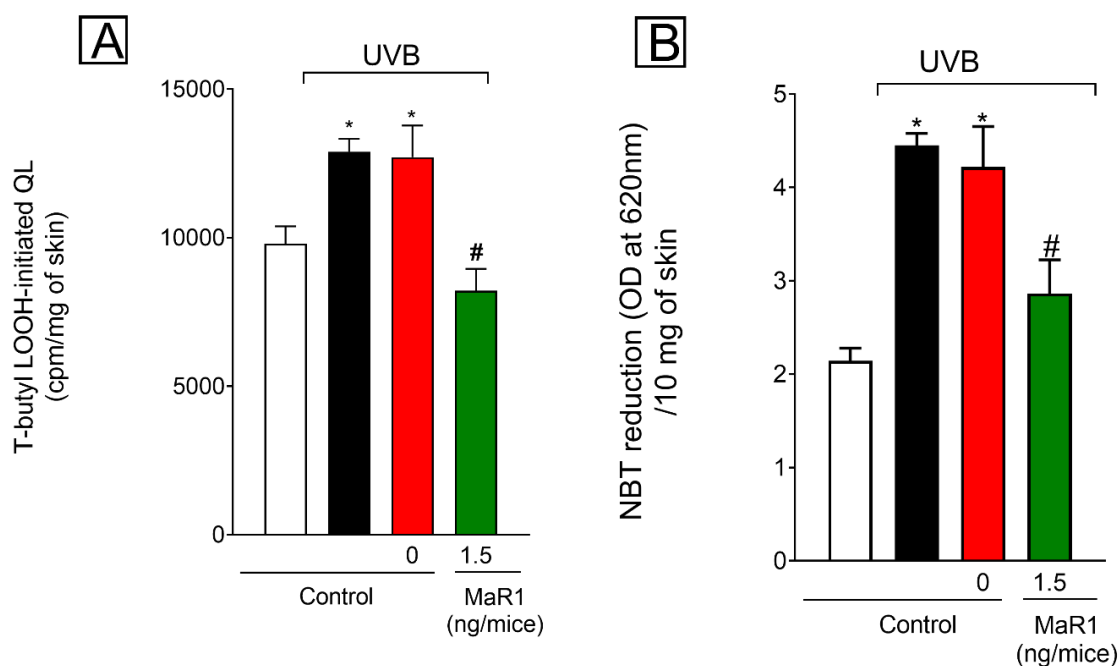 A
UVB
15000
10000
5000
0
T-butyl LOOH-initiated QL
(cpm/mg of skin)
*
*
#
0
1.5
Control
MaR1
(ng/mice)
B
UVB
5
4
3
2
1
0
NBT reduction (OD at 620nm)
/10 mg of skin
*
*
#
0
1.5
Control
MaR1
(ng/mice)